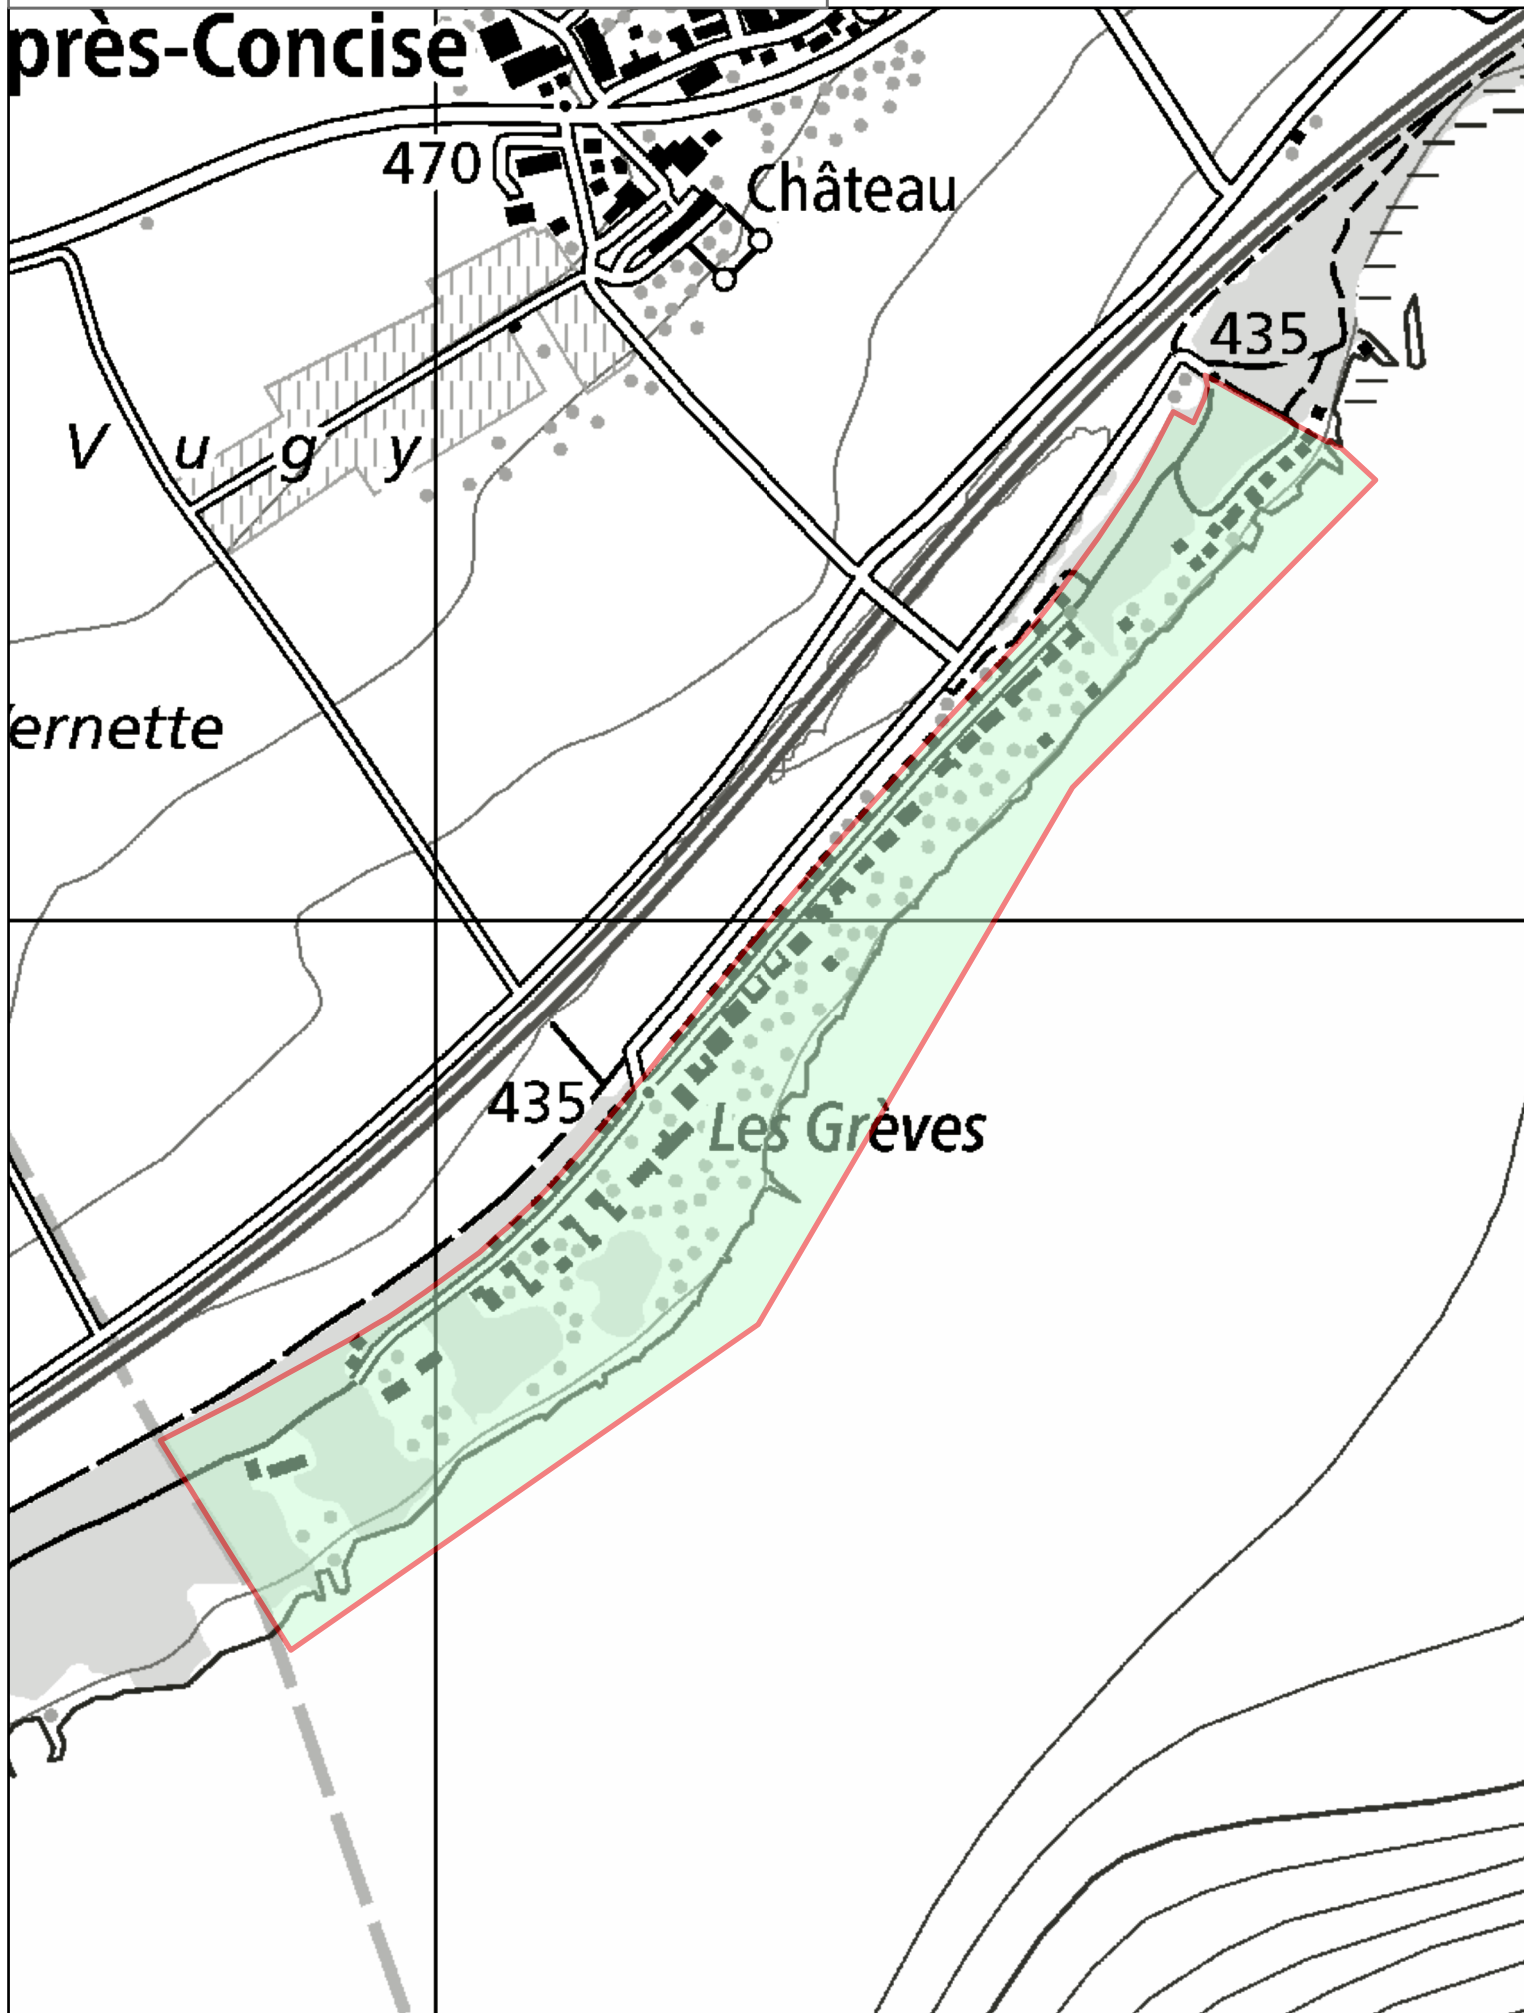 près-Concise
470
Château
435
V u g y
ernette
435
Les Grèves